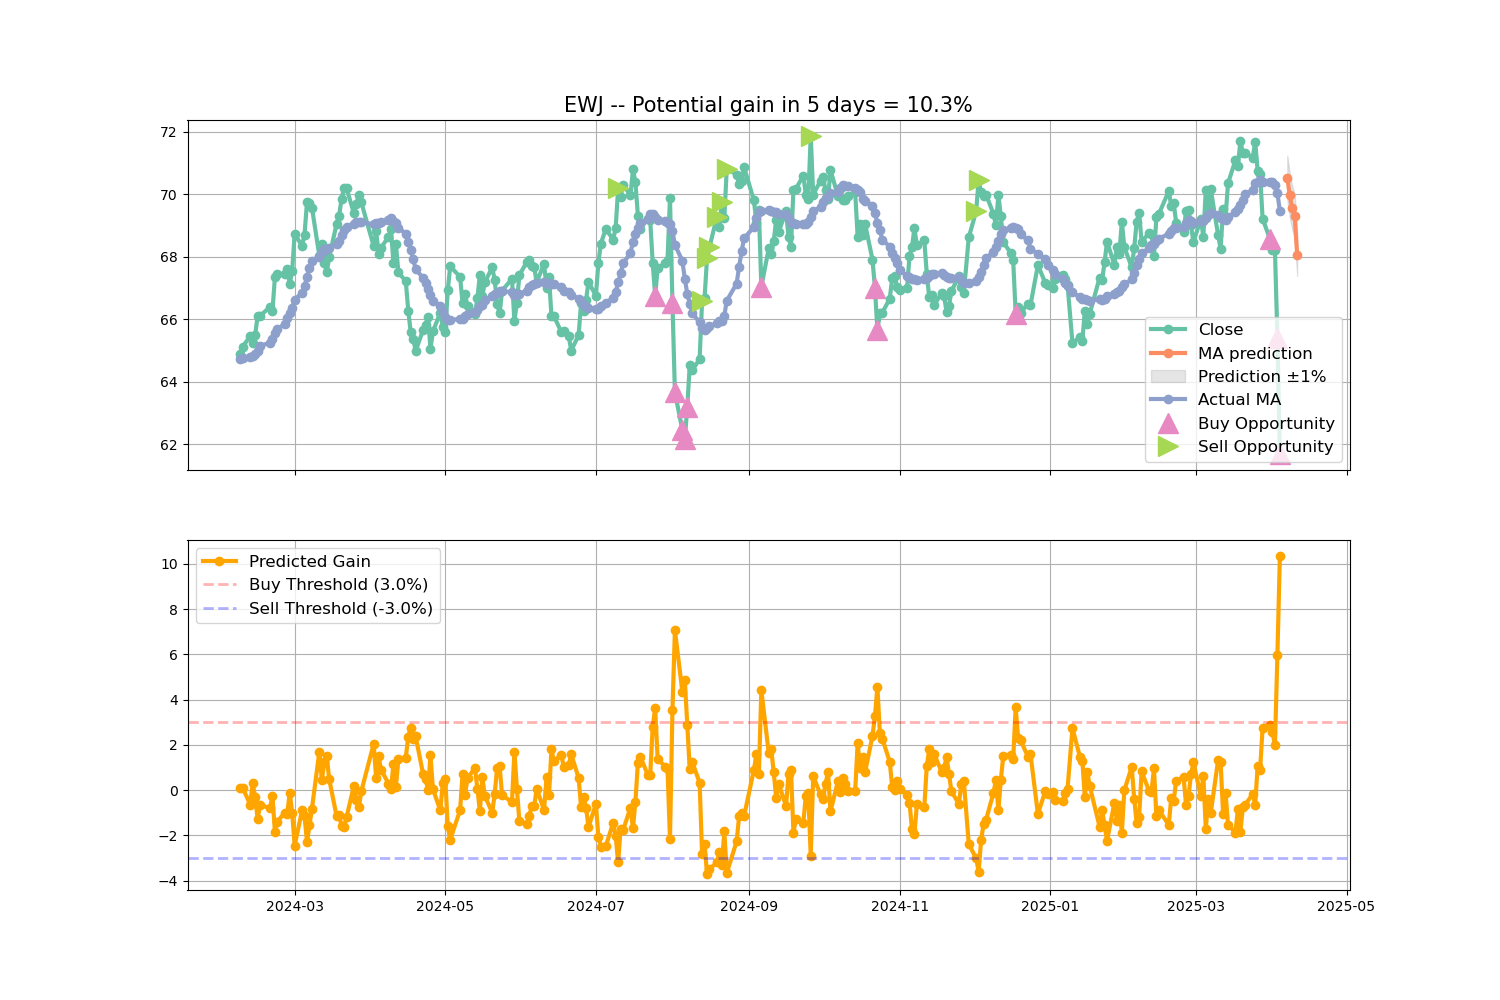 EWJ -- Potential gain in 5 days = 10.3%
72
70
68
66
64
62
Close
MA prediction
Prediction ±1%
Actual MA
Buy Opportunity
Sell Opportunity
10
8
6
4
2
0
−2
−4
Predicted Gain
Buy Threshold (3.0%)
Sell Threshold (-3.0%)
2024-03
2024-05
2024-07
2024-09
2024-11
2025-01
2025-03
2025-05